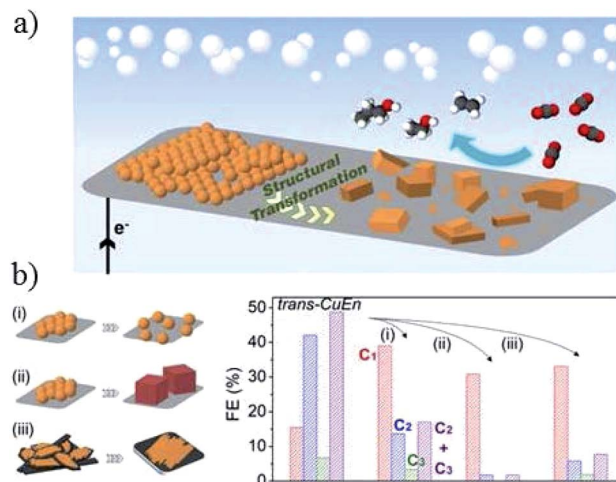 a)
Structural
Transformation
e-
b)
(i)
(ii)
(iii)
trans-CuEn
(i)
(ii)
(iii)
FE (%)
50
40
30
20
10
0
C1
C2
C3
C2
+
C3